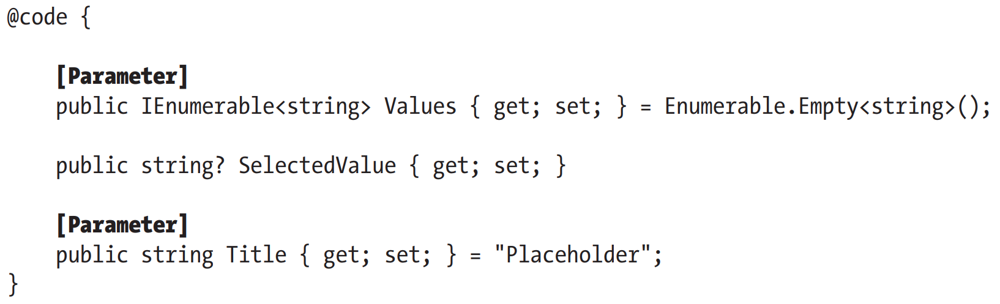 @code {
[Parameter]
public IEnumerable<string> Values { get; set; } = Enumerable.Empty<string>();
public string? SelectedValue { get; set; }
[Parameter]
public string Title { get; set; } = "Placeholder";
}